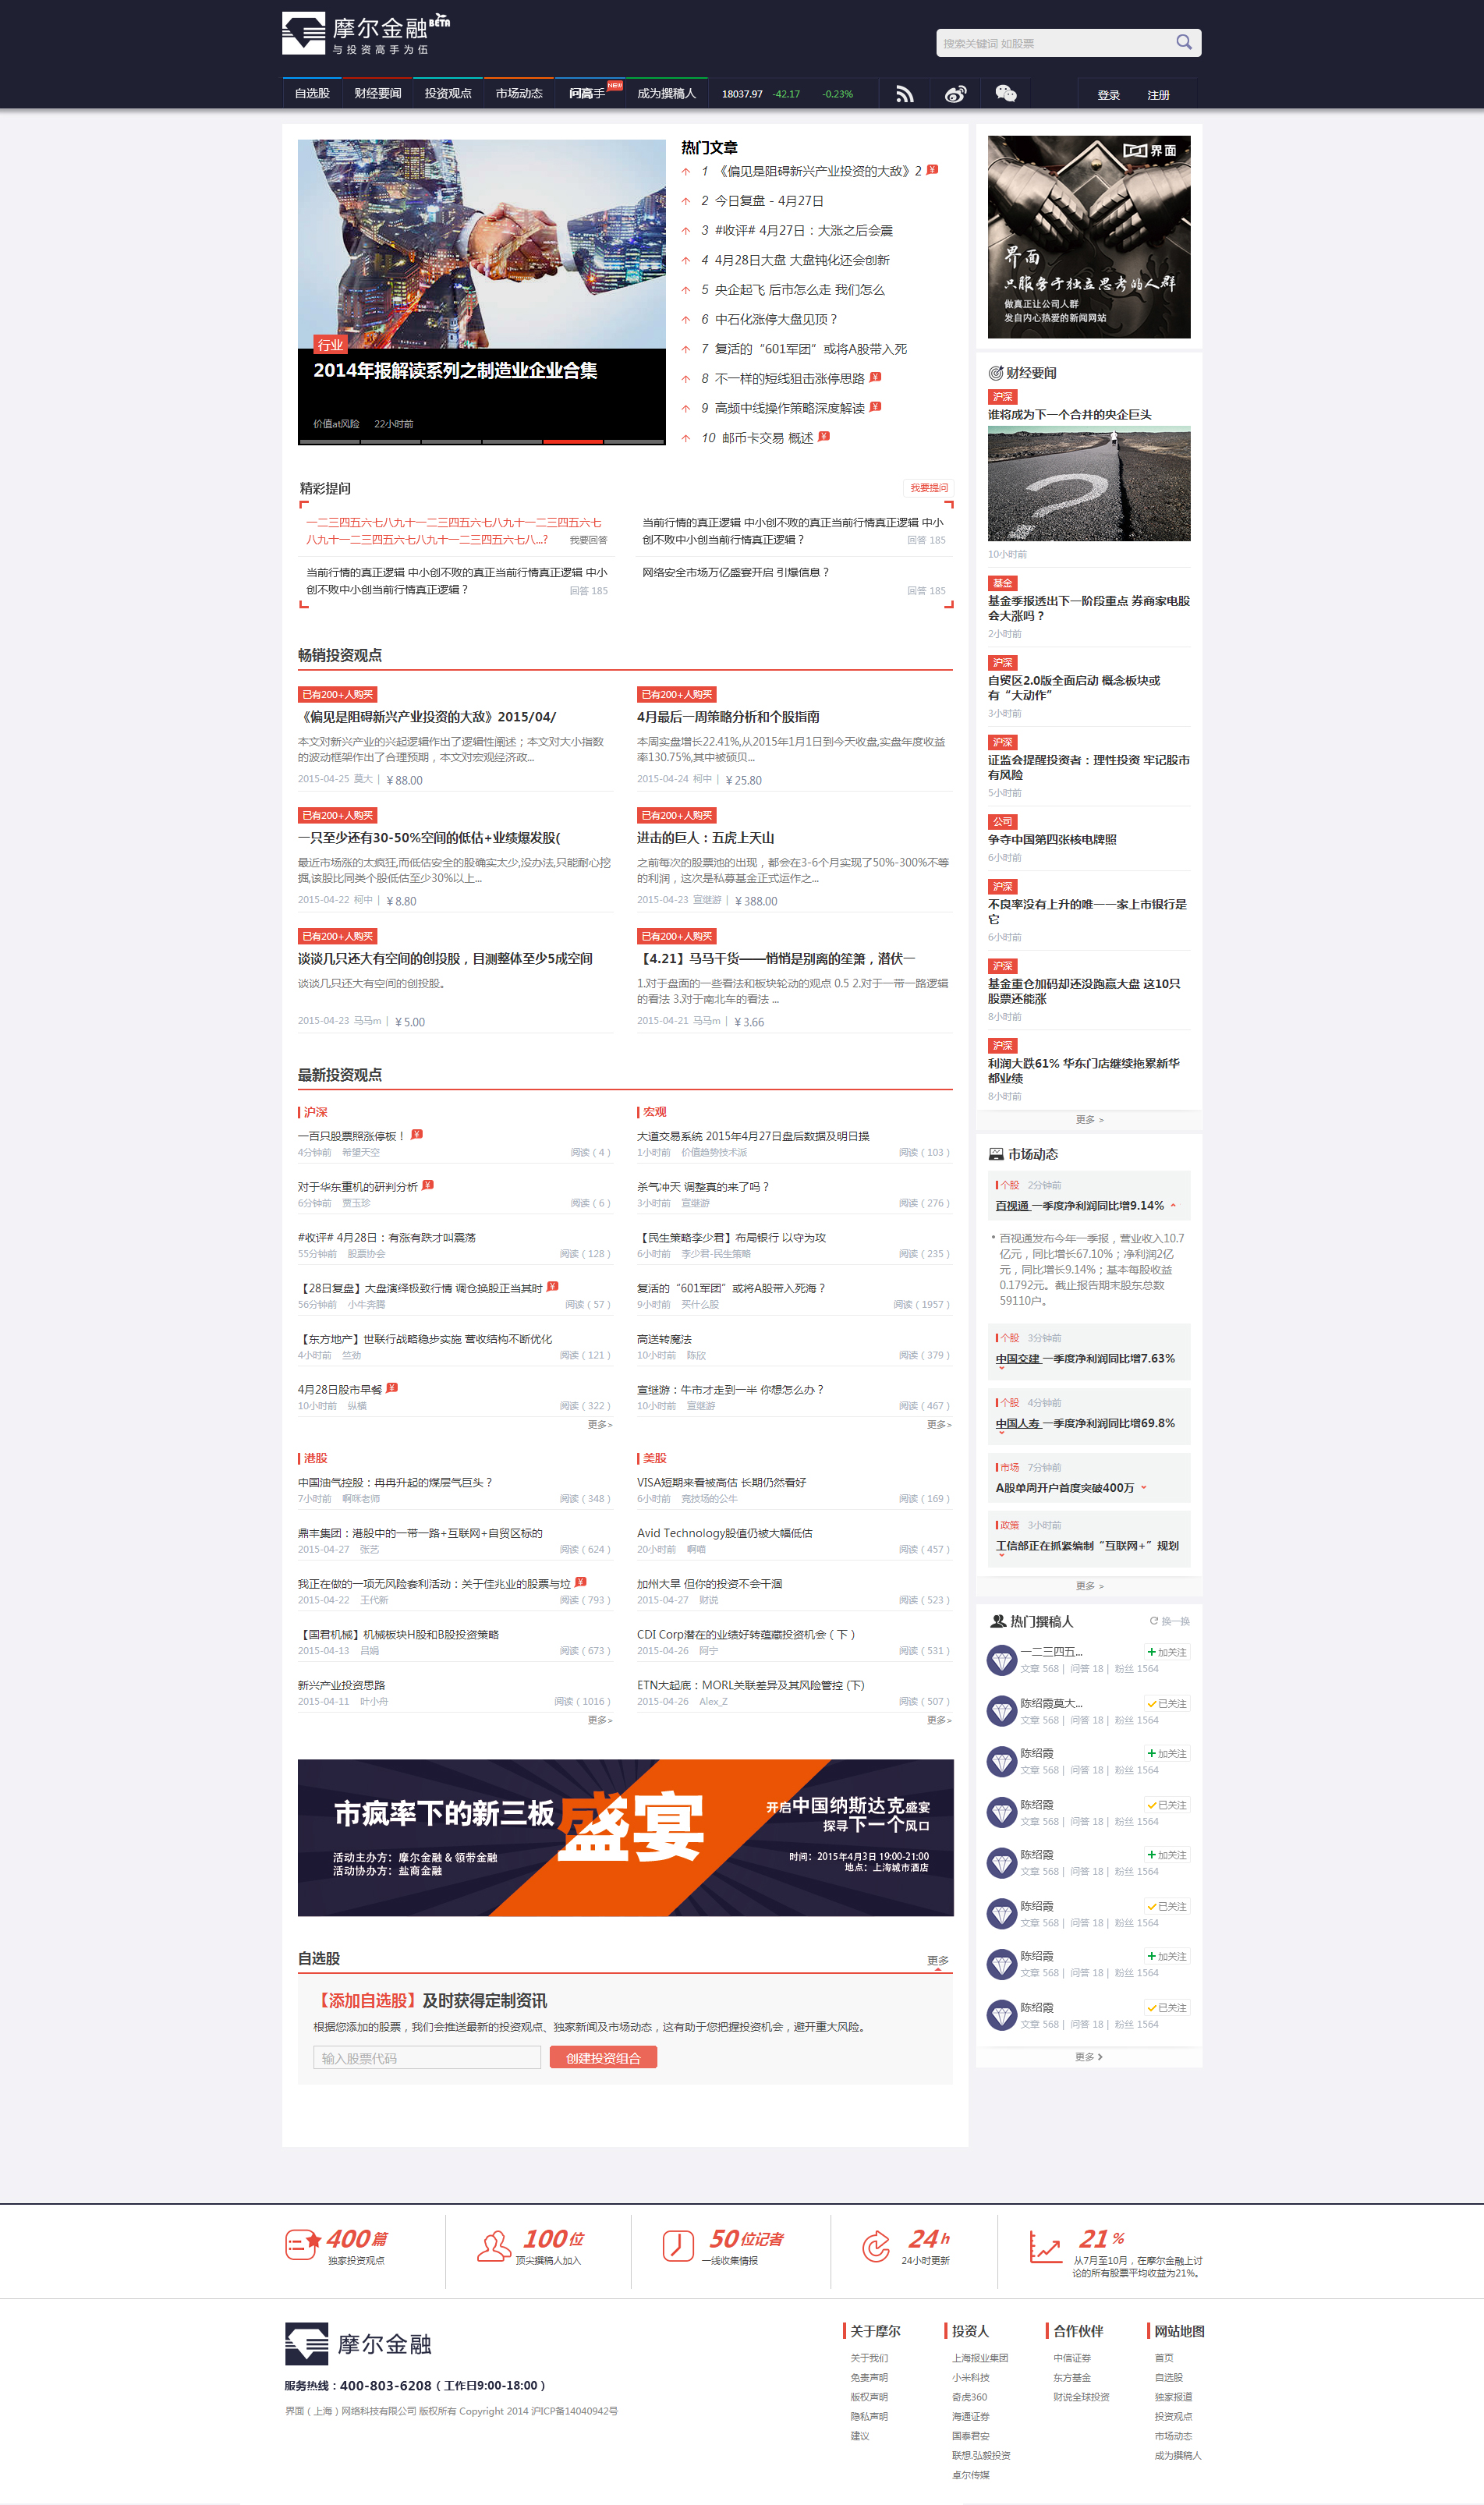 摩尔金融BETA
与投资高手为伍
搜索关键词 如股票
自选股 财经要闻 投资观点 市场动态 问高手 NEW 成为撰稿人 18037.97 -42.17 -0.23% 登录 注册
行业
2014年报解读系列之制造业企业合集
价值at风险 22小时前
热门文章
1 《偏见是阻碍新兴产业投资的大敌》2
2 今日复盘 - 4月27日
3 #收评# 4月27日：大涨之后会震
4 4月28日大盘 大盘钝化还会创新
5 央企起飞 后市怎么走 我们怎么
6 中石化涨停大盘见顶？
7 复活的“601军团”或将A股带入死
8 不一样的短线狙击涨停思路
9 高频中线操作策略深度解读
10 邮币卡交易 概述
精彩提问
我要提问
一二三四五六七八九十一二三四五六七八九十一二三四五六七
八九十一二三四五六七八九十一二三四五六七八...?
我要回答
当前行情的真正逻辑 中小创不败的真正当前行情真正逻辑 中小
创不败中小创当前行情真正逻辑？
回答 185
当前行情的真正逻辑 中小创不败的真正当前行情真正逻辑 中小
创不败中小创当前行情真正逻辑？
回答 185
网络安全市场万亿盛宴开启 引爆信息？
回答 185
畅销投资观点
已有200+人购买
《偏见是阻碍新兴产业投资的大敌》2015/04/
本文对新兴产业的兴起逻辑作出了逻辑性阐述；本文对大小指数
的波动框架作出了合理预期，本文对宏观经济政...
2015-04-25 莫大 | ￥88.00
已有200+人购买
4月最后一周策略分析和个股指南
本周实盘增长22.41%,从2015年1月1日到今天收盘,实盘年度收益
率130.75%,其中被硕贝...
2015-04-24 柯中 | ￥25.80
已有200+人购买
一只至少还有30-50%空间的低估+业绩爆发股(
最近市场涨的太疯狂,而低估安全的股确实太少,没办法,只能耐心挖
掘,该股比同类个股低估至少30%以上...
2015-04-22 柯中 | ￥8.80
已有200+人购买
进击的巨人：五虎上天山
之前每次的股票池的出现，都会在3-6个月实现了50%-300%不等
的利润，这次是私募基金正式运作之...
2015-04-23 宣继游 | ￥388.00
已有200+人购买
谈谈几只还大有空间的创投股，目测整体至少5成空间
谈谈几只还大有空间的创投股。
2015-04-23 马马m | ￥5.00
已有200+人购买
【4.21】马马干货——悄悄是别离的笙箫，潜伏一
1.对于盘面的一些看法和板块轮动的观点 0.5 2.对于一带一路逻辑
的看法 3.对于南北车的看法 ...
2015-04-21 马马m | ￥3.66
最新投资观点
沪深
一百只股票照涨停板！
4分钟前 希望天空 阅读（4）
对于华东重机的研判分析
6分钟前 贾玉珍 阅读（6）
#收评# 4月28日：有涨有跌才叫震荡
55分钟前 股票协会 阅读（128）
【28日复盘】大盘演绎极致行情 调仓换股正当其时
56分钟前 小牛奔腾 阅读（57）
【东方地产】世联行战略稳步实施 营收结构不断优化
4小时前 竺劲 阅读（121）
4月28日股市早餐
10小时前 纵横 阅读（322）
更多>
宏观
大道交易系统 2015年4月27日盘后数据及明日操
1小时前 价值趋势技术派 阅读（103）
杀气冲天 调整真的来了吗？
3小时前 宣继游 阅读（276）
【民生策略李少君】布局银行 以守为攻
6小时前 李少君-民生策略 阅读（235）
复活的“601军团”或将A股带入死海？
9小时前 买什么股 阅读（1957）
高送转魔法
10小时前 陈欣 阅读（379）
宣继游：牛市才走到一半 你想怎么办？
10小时前 宣继游 阅读（467）
更多>
港股
中国油气控股：冉冉升起的煤层气巨头？
7小时前 啊咪老师 阅读（348）
鼎丰集团：港股中的一带一路+互联网+自贸区标的
2015-04-27 张艺 阅读（624）
我正在做的一项无风险套利活动：关于佳兆业的股票与垃
2015-04-22 王代新 阅读（793）
【国君机械】机械板块H股和B股投资策略
2015-04-13 吕娟 阅读（673）
新兴产业投资思路
2015-04-11 叶小舟 阅读（1016）
更多>
美股
VISA短期来看被高估 长期仍然看好
6小时前 竞技场的公牛 阅读（169）
Avid Technology股值仍被大幅低估
20小时前 啊喵 阅读（457）
加州大旱 但你的投资不会干涸
2015-04-27 财说 阅读（523）
CDI Corp潜在的业绩好转蕴藏投资机会（下）
2015-04-26 阿宁 阅读（531）
ETN大起底：MORL关联差异及其风险管控 (下)
2015-04-26 Alex_Z 阅读（507）
更多>
市疯率下的新三板 盛宴
活动主办方：摩尔金融 & 领带金融
活动协办方：盐商金融
开启中国纳斯达克盛宴
探寻下一个风口
时间：2015年4月3日 19:00-21:00
地点：上海城市酒店
自选股
更多
【添加自选股】及时获得定制资讯
根据您添加的股票，我们会推送最新的投资观点、独家新闻及市场动态，这有助于您把握投资机会，避开重大风险。
输入股票代码
创建投资组合
界面
界面
只服务于独立思考的人群
做真正让公司人群
发自内心热爱的新闻网站
财经要闻
沪深
谁将成为下一个合并的央企巨头
10小时前
基金
基金季报透出下一阶段重点 券商家电股
会大涨吗？
2小时前
沪深
自贸区2.0版全面启动 概念板块或
有“大动作”
3小时前
沪深
证监会提醒投资者：理性投资 牢记股市
有风险
5小时前
公司
争夺中国第四张核电牌照
6小时前
沪深
不良率没有上升的唯一一家上市银行是
它
6小时前
沪深
基金重仓加码却还没跑赢大盘 这10只
股票还能涨
8小时前
沪深
利润大跌61% 华东门店继续拖累新华
都业绩
8小时前
更多 >
市场动态
个股 2分钟前
百视通 一季度净利润同比增9.14%
百视通发布今年一季报，营业收入10.7
亿元，同比增长67.10%；净利润2亿
元，同比增长9.14%；基本每股收益
0.1792元。截止报告期末股东总数
59110户。
个股 3分钟前
中国交建 一季度净利润同比增7.63%
个股 4分钟前
中国人寿 一季度净利润同比增69.8%
市场 7分钟前
A股单周开户首度突破400万
政策 3小时前
工信部正在抓紧编制“互联网+”规划
更多 >
热门撰稿人
换一换
一二三四五... 加关注
文章 568 | 问答 18 | 粉丝 1564
陈绍霞莫大... 已关注
文章 568 | 问答 18 | 粉丝 1564
陈绍霞 加关注
文章 568 | 问答 18 | 粉丝 1564
陈绍霞 已关注
文章 568 | 问答 18 | 粉丝 1564
陈绍霞 加关注
文章 568 | 问答 18 | 粉丝 1564
陈绍霞 已关注
文章 568 | 问答 18 | 粉丝 1564
陈绍霞 加关注
文章 568 | 问答 18 | 粉丝 1564
陈绍霞 已关注
文章 568 | 问答 18 | 粉丝 1564
更多
400篇
独家投资观点
100位
顶尖撰稿人加入
50位记者
一线收集情报
24h
24小时更新
21%
从7月至10月，在摩尔金融上讨
论的所有股票平均收益为21%。
摩尔金融
服务热线：400-803-6208（工作日9:00-18:00）
界面（上海）网络科技有限公司 版权所有 Copyright 2014 沪ICP备14040942号
关于摩尔
关于我们
免责声明
版权声明
隐私声明
建议
投资人
上海报业集团
小米科技
奇虎360
海通证券
国泰君安
联想.弘毅投资
卓尔传媒
合作伙伴
中信证券
东方基金
财说全球投资
网站地图
首页
自选股
独家报道
投资观点
市场动态
成为撰稿人